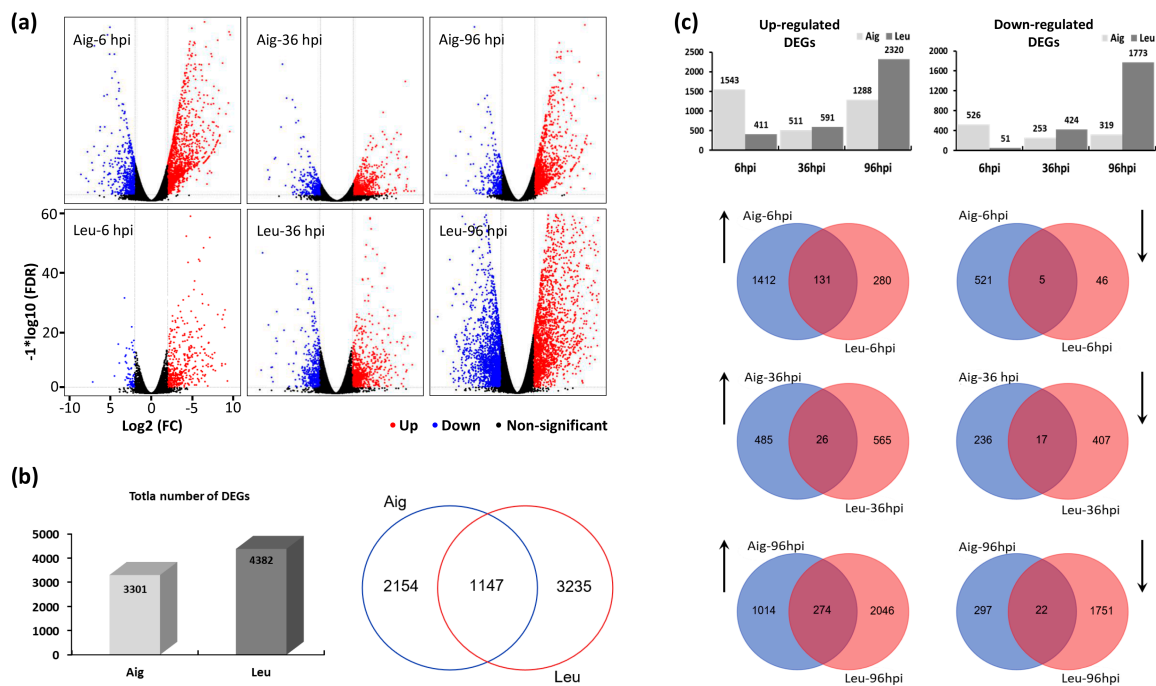 (a)
Aig-6 hpi
Aig-36 hpi
Aig-96 hpi
Leu-6 hpi
Leu-36 hpi
Leu-96 hpi
60
40
20
0
-1*log10 (FDR)
-10 5 0 -5 10
Log2 (FC)
Up Down Non-significant
(b)
Totla number of DEGs
5000
4000
3000
2000
1000
0
3301
4382
Aig Leu
Aig
2154 1147 3235
Leu
(c)
Up-regulated
DEGs
Aig Leu
2500
2000
1500
1000
500
0
1543
411
511
591
1288
2320
6hpi 36hpi 96hpi
Down-regulated
DEGs
Aig Leu
2000
1600
1200
800
400
0
526
51
253
424
319
1773
6hpi 36hpi 96hpi
Aig-6hpi
1412 131 280
Leu-6hpi
Aig-6hpi
521 5 46
Leu-6hpi
Aig-36hpi
485 26 565
Leu-36hpi
Aig-36 hpi
236 17 407
Leu-36hpi
Aig-96hpi
1014 274 2046
Leu-96hpi
Aig-96hpi
297 22 1751
Leu-96hpi